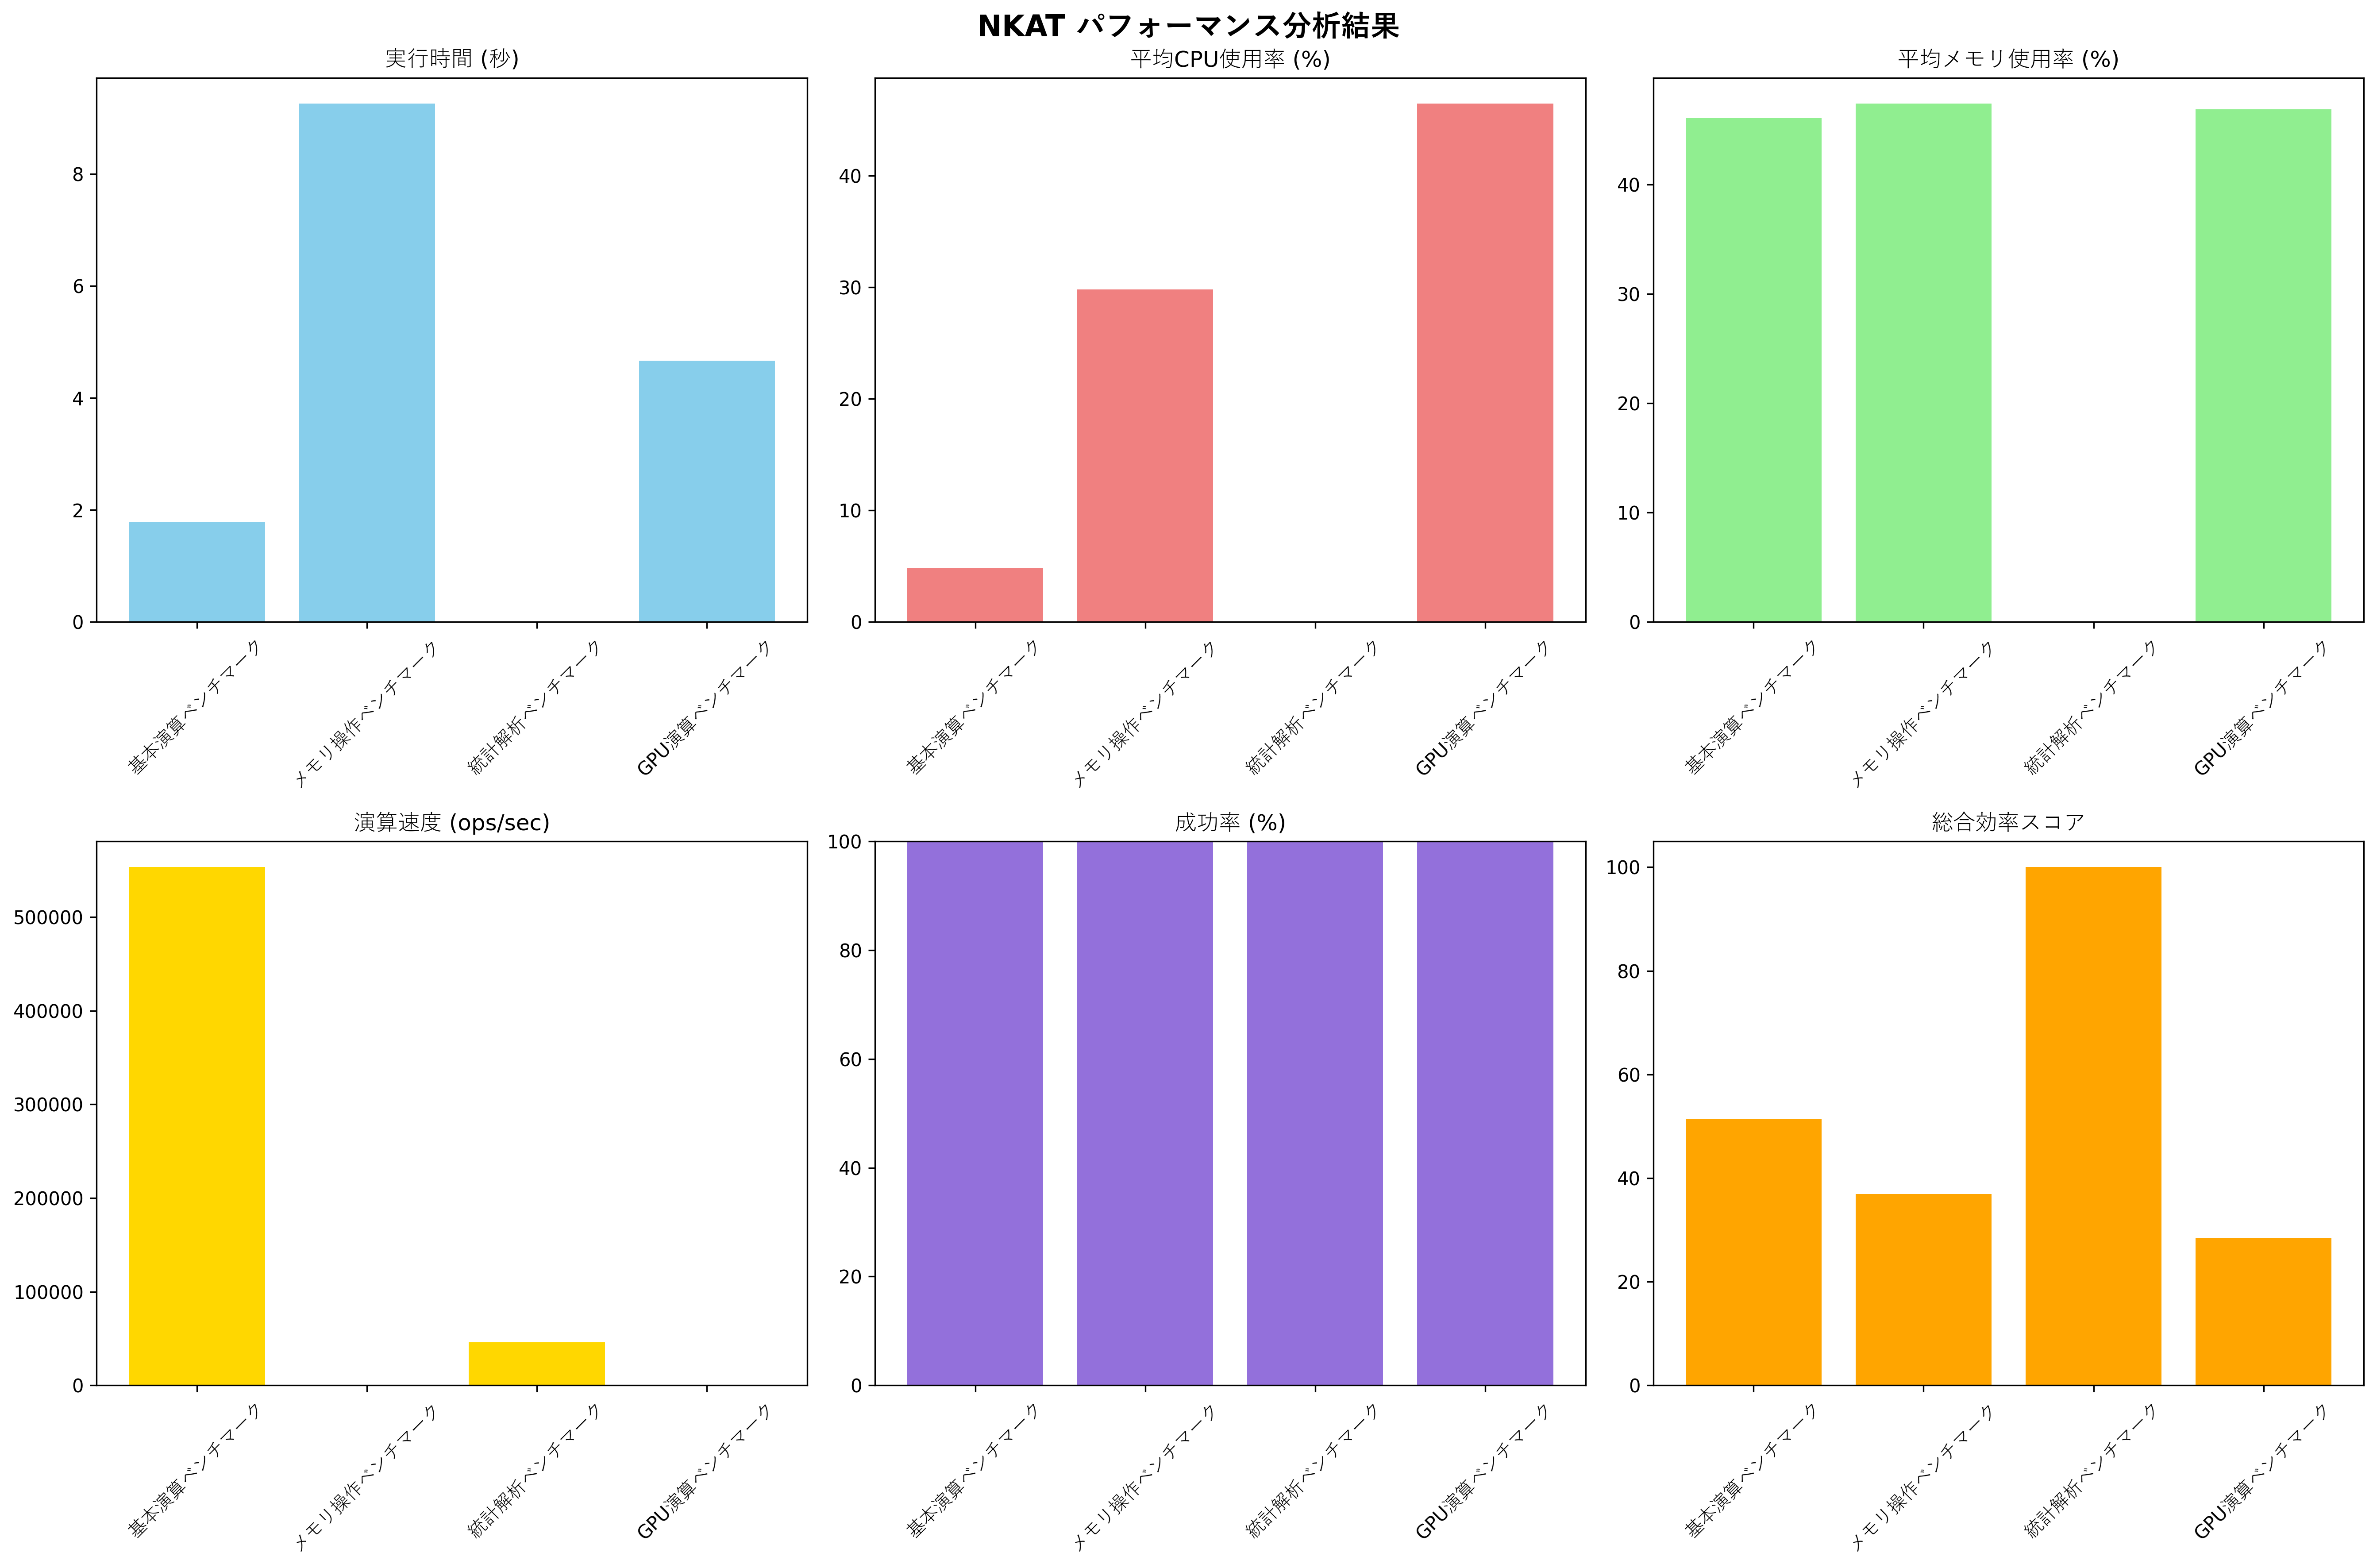 NKAT パフォーマンス分析結果
実行時間 (秒)
8
6
4
2
0
基本演算ベンチマーク
メモリ操作ベンチマーク
統計解析ベンチマーク
GPU演算ベンチマーク
平均CPU使用率 (%)
40
30
20
10
0
基本演算ベンチマーク
メモリ操作ベンチマーク
統計解析ベンチマーク
GPU演算ベンチマーク
平均メモリ使用率 (%)
40
30
20
10
0
基本演算ベンチマーク
メモリ操作ベンチマーク
統計解析ベンチマーク
GPU演算ベンチマーク
演算速度 (ops/sec)
500000
400000
300000
200000
100000
0
基本演算ベンチマーク
メモリ操作ベンチマーク
統計解析ベンチマーク
GPU演算ベンチマーク
成功率 (%)
100
80
60
40
20
0
基本演算ベンチマーク
メモリ操作ベンチマーク
統計解析ベンチマーク
GPU演算ベンチマーク
総合効率スコア
100
80
60
40
20
0
基本演算ベンチマーク
メモリ操作ベンチマーク
統計解析ベンチマーク
GPU演算ベンチマーク